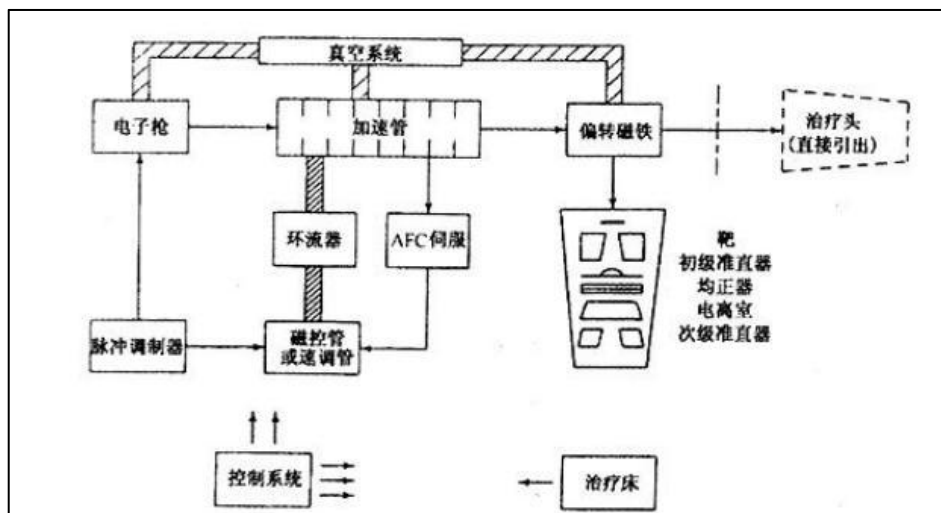 真空系统
电子枪
加速管
偏转磁铁
治疗头
(直接引出)
环流器
AFC伺服
靶
初级准直器
均正器
电离室
次级准直器
脉冲调制器
磁控管
或速调管
控制系统
治疗床